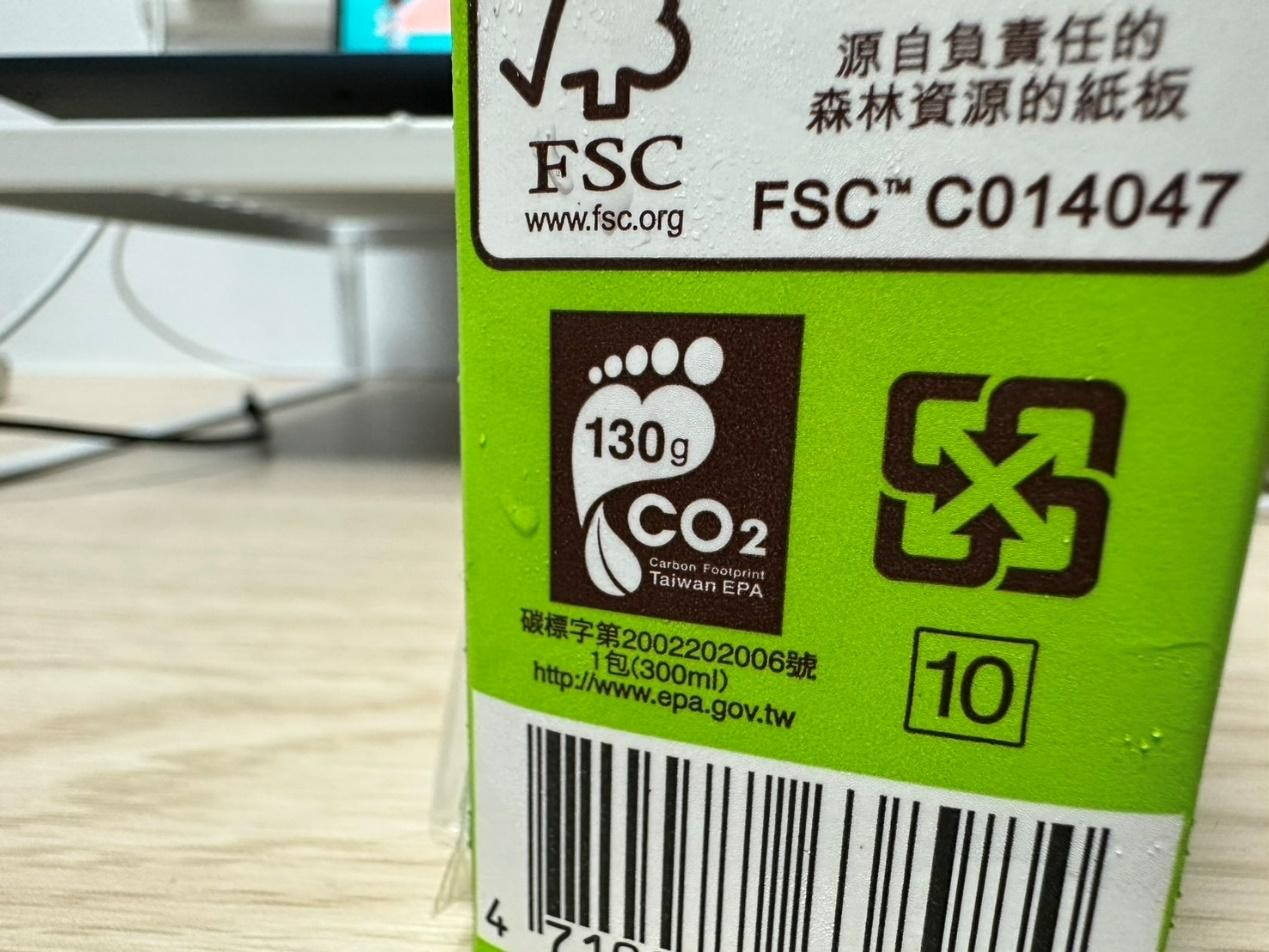 源自負責任的
森林資源的紙板
FSC
www.fsc.org
FSC™ C014047
130g
CO2
Carbon Footprint
Taiwan EPA
碳標字第2002202006號
1包(300ml)
http://www.epa.gov.tw
10
4